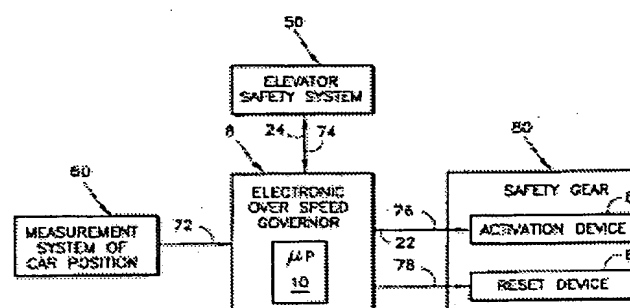 50
ELEVATOR
SAFETY SYSTEM
24
74
8
60
80
ELECTRONIC
OVER SPEED
GOVERNOR
SAFETY GEAR
MEASUREMENT
SYSTEM OF
CAR POSITION
72
76
22
ACTIVATION DEVICE
μP
10
78
RESET DEVICE